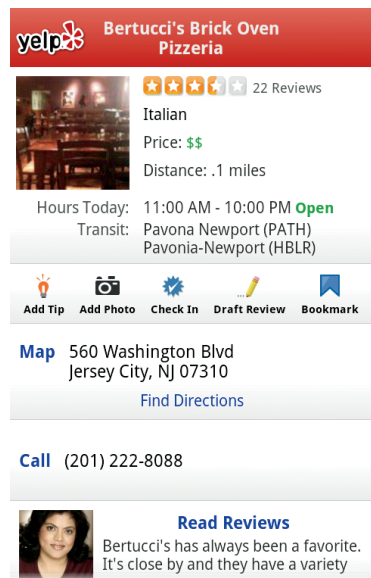 yelp
Bertucci's Brick Oven
Pizzeria
22 Reviews
Italian
Price: $$
Distance: .1 miles
Hours Today: 11:00 AM - 10:00 PM Open
Transit: Pavona Newport (PATH)
Pavonia-Newport (HBLR)
Add Tip Add Photo Check In Draft Review Bookmark
Map 560 Washington Blvd
Jersey City, NJ 07310
Find Directions
Call (201) 222-8088
Read Reviews
Bertucci's has always been a favorite.
It's close by and they have a variety